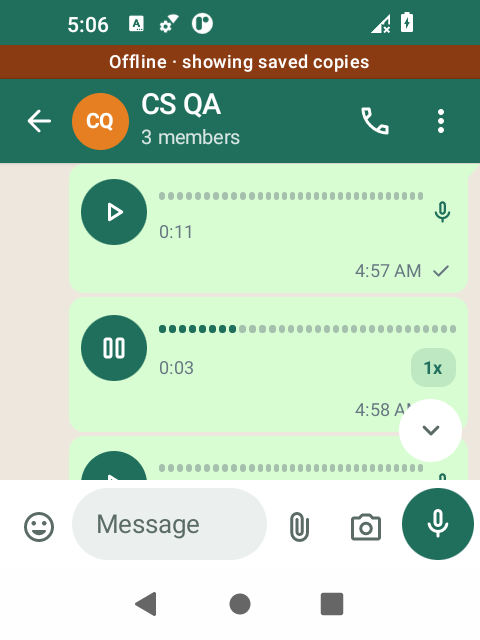 5:06
Offline · showing saved copies
CQ
CS QA
3 members
0:11
4:57 AM
0:03
1x
4:58
Message